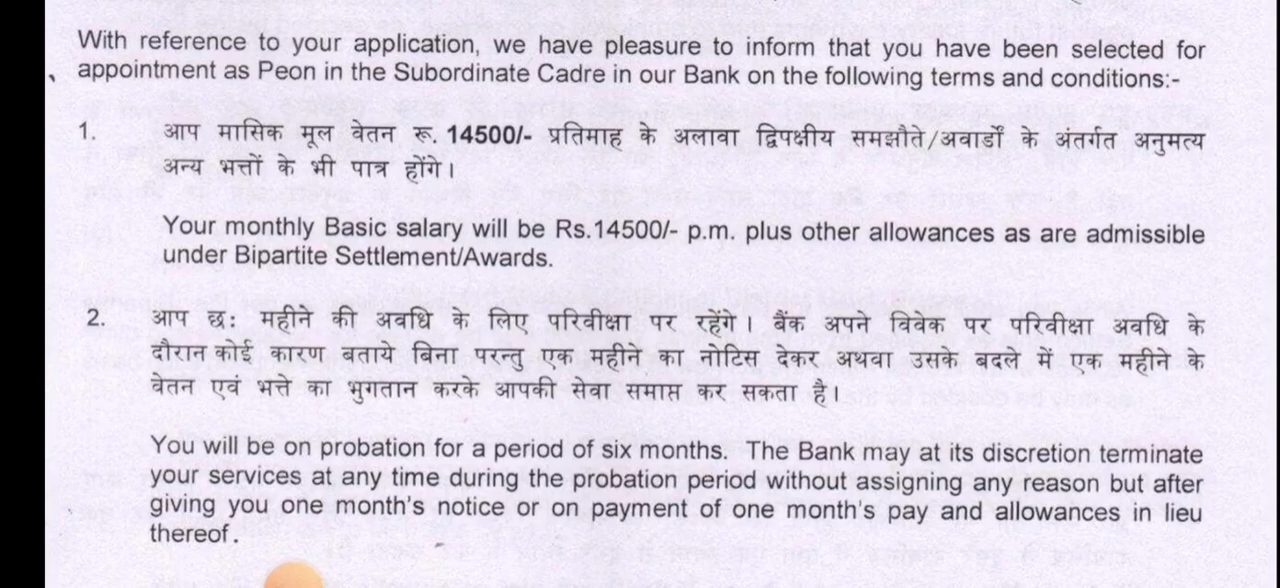 With reference to your application, we have pleasure to inform that you have been selected for
appointment as Peon in the Subordinate Cadre in our Bank on the following terms and conditions:-
1. आप मासिक मूल वेतन रू. 14500/- प्रतिमाह के अलावा द्विपक्षीय समझौते/अवार्डों के अंतर्गत अनुमत्य
अन्य भत्तों के भी पात्र होंगे।
Your monthly Basic salary will be Rs.14500/- p.m. plus other allowances as are admissible
under Bipartite Settlement/Awards.
2. आप छ: महीने की अवधि के लिए परिवीक्षा पर रहेंगे। बैंक अपने विवेक पर परिवीक्षा अवधि के
दौरान कोई कारण बताये बिना परन्तु एक महीने का नोटिस देकर अथवा उसके बदले में एक महीने के
वेतन एवं भत्ते का भुगतान करके आपकी सेवा समाप्त कर सकता है।
You will be on probation for a period of six months. The Bank may at its discretion terminate
your services at any time during the probation period without assigning any reason but after
giving you one month's notice or on payment of one month's pay and allowances in lieu
thereof.